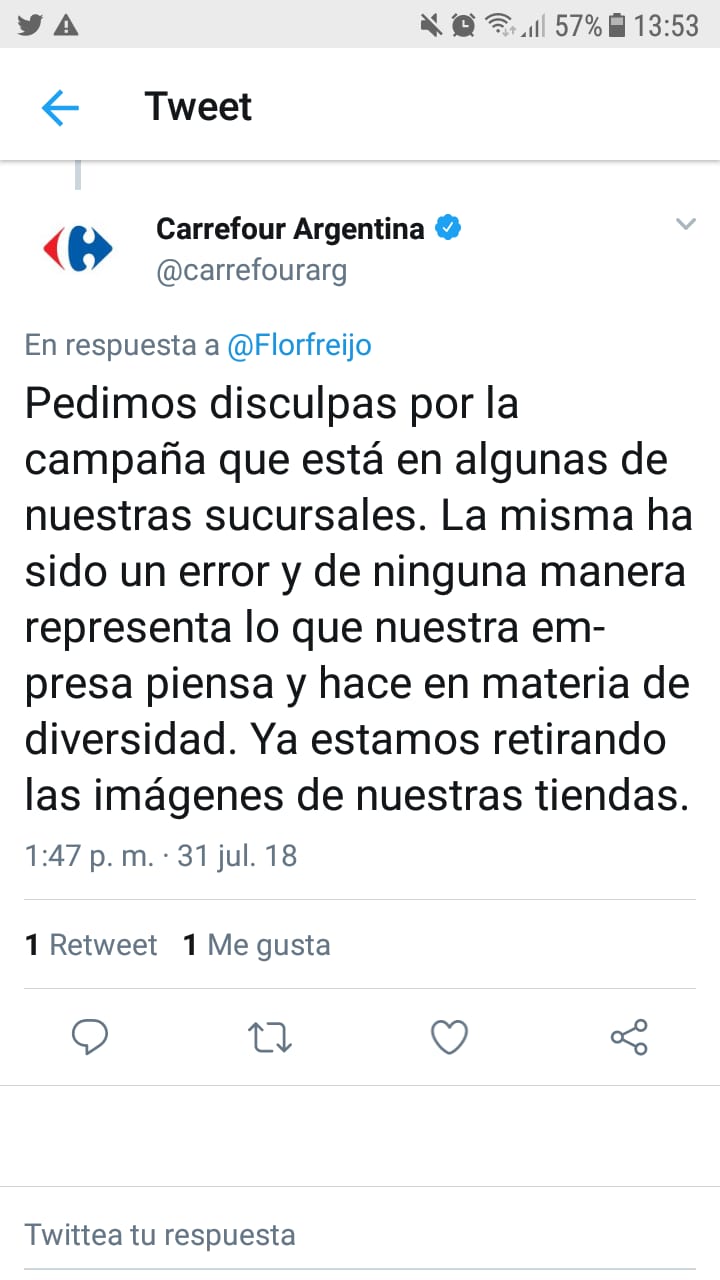 57% 13:53
Tweet
Carrefour Argentina
@carrefourarg
En respuesta a @Florfreijo
Pedimos disculpas por la
campaña que está en algunas de
nuestras sucursales. La misma ha
sido un error y de ninguna manera
representa lo que nuestra em-
presa piensa y hace en materia de
diversidad. Ya estamos retirando
las imágenes de nuestras tiendas.
1:47 p. m. · 31 jul. 18
1 Retweet 1 Me gusta
Twittea tu respuesta